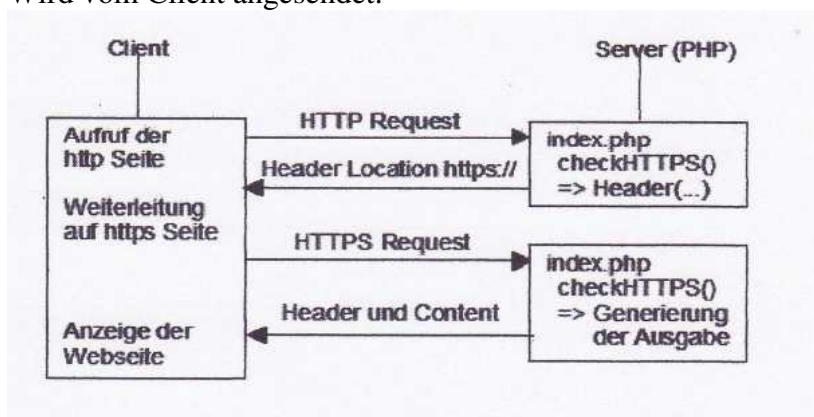 wird vom Client angesendet.
Client
Server (PHP)
Aufruf der
http Seite
HTTP Request
index.php
checkHTTPS()
=> Header(...)
Header Location https://
Weiterleitung
auf https Seite
HTTPS Request
index.php
checkHTTPS()
=> Generierung
der Ausgabe
Header und Content
Anzeige der
Webseite